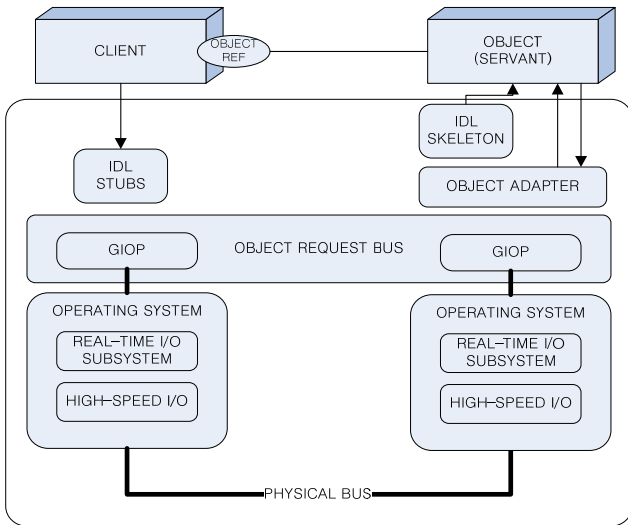 CLIENT
OBJECT
REF
OBJECT
(SERVANT)
IDL
STUBS
IDL
SKELETON
OBJECT ADAPTER
OBJECT REQUEST BUS
GIOP
GIOP
OPERATING SYSTEM
REAL-TIME I/O
SUBSYSTEM
HIGH-SPEED I/O
OPERATING SYSTEM
REAL-TIME I/O
SUBSYSTEM
HIGH-SPEED I/O
PHYSICAL BUS